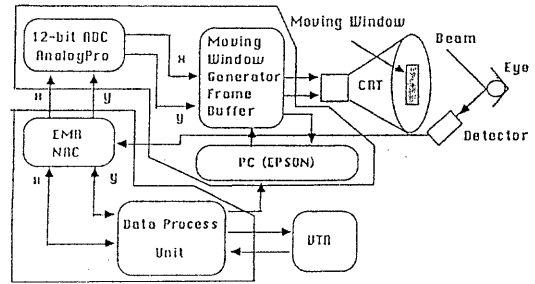 Moving Window
12-bit ADC
AnalogPro
x
y
Moving
Window
Generator
Frame
Buffer
CRT
Beam
Eye
Detector
x
y
EMR
NAC
PC (EPSON)
x
y
Data Process
Unit
VTR